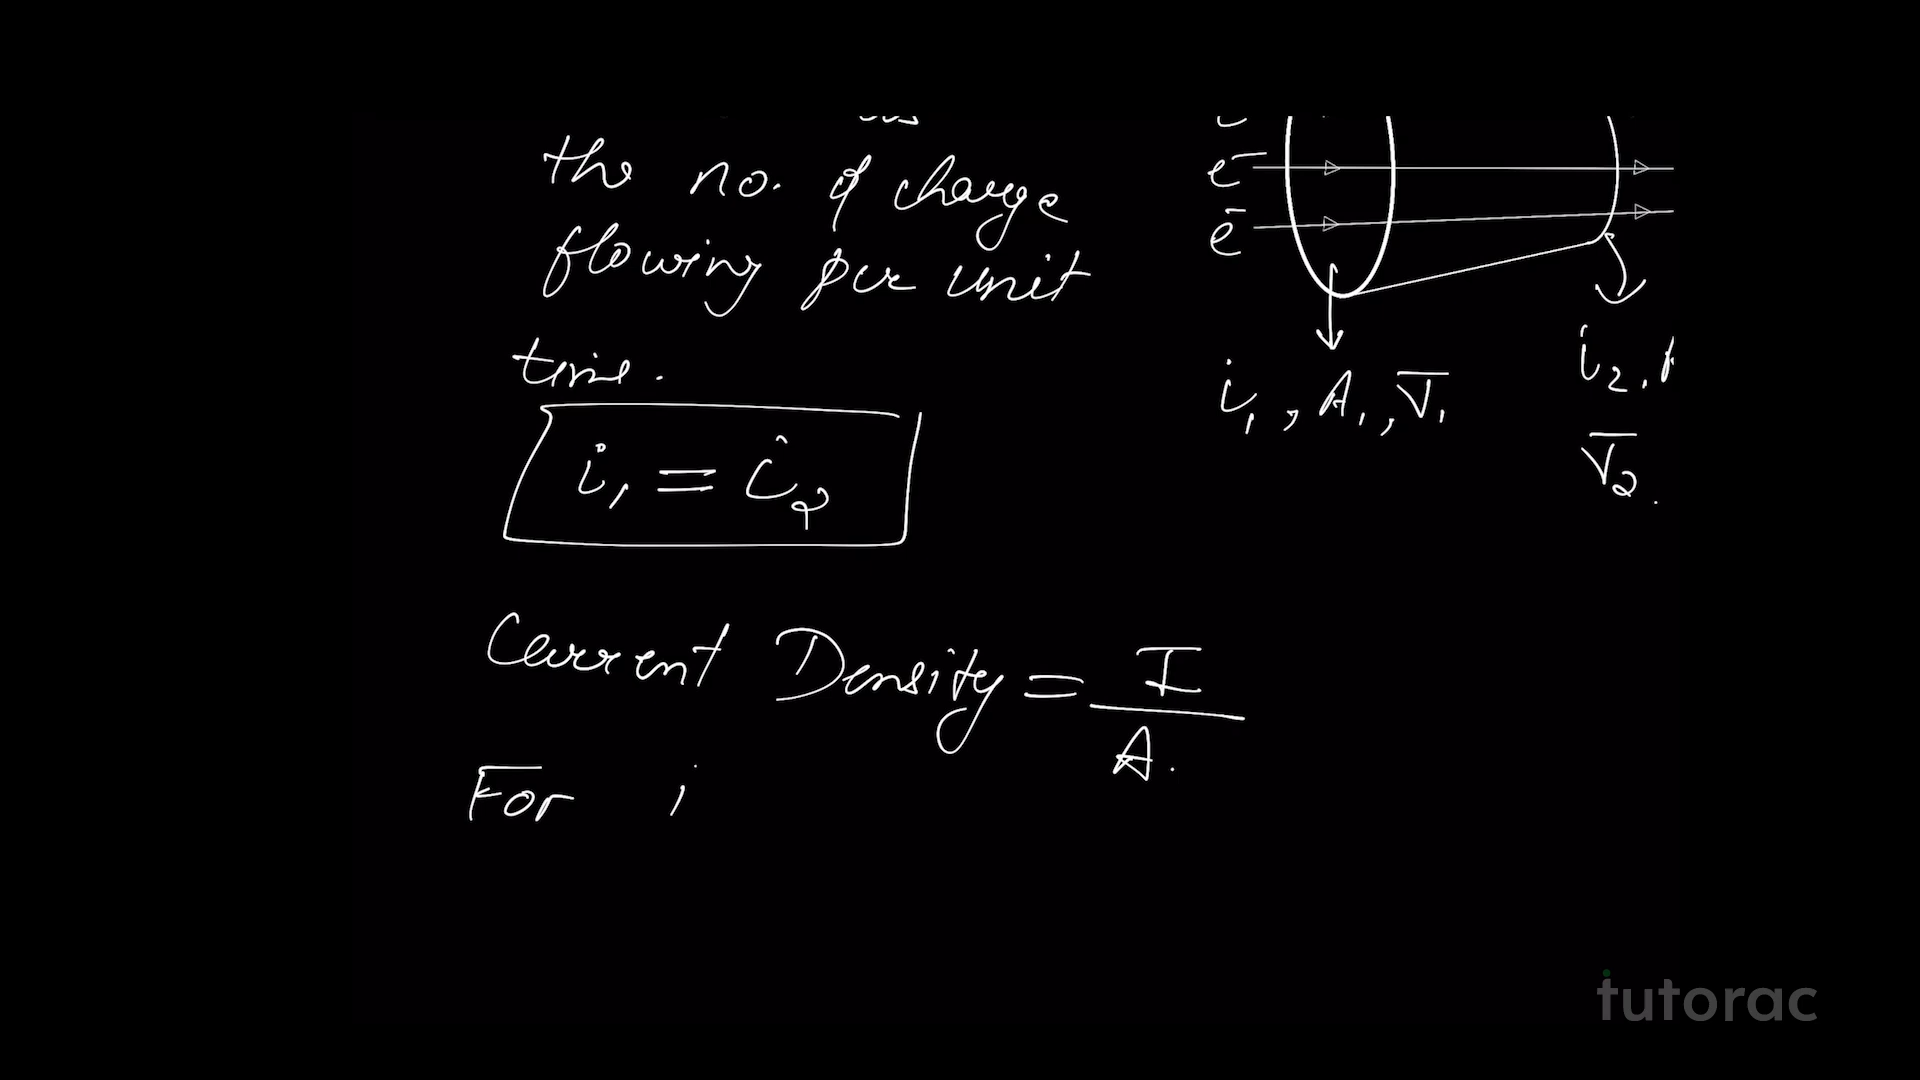 the no. of charge
flowing per unit
time.
i₁ = i₂
Current Density = I
A.
For i
e⁻
e⁻
i₁, A₁, V̅₁
i₂,
V̅₂.
tutorac